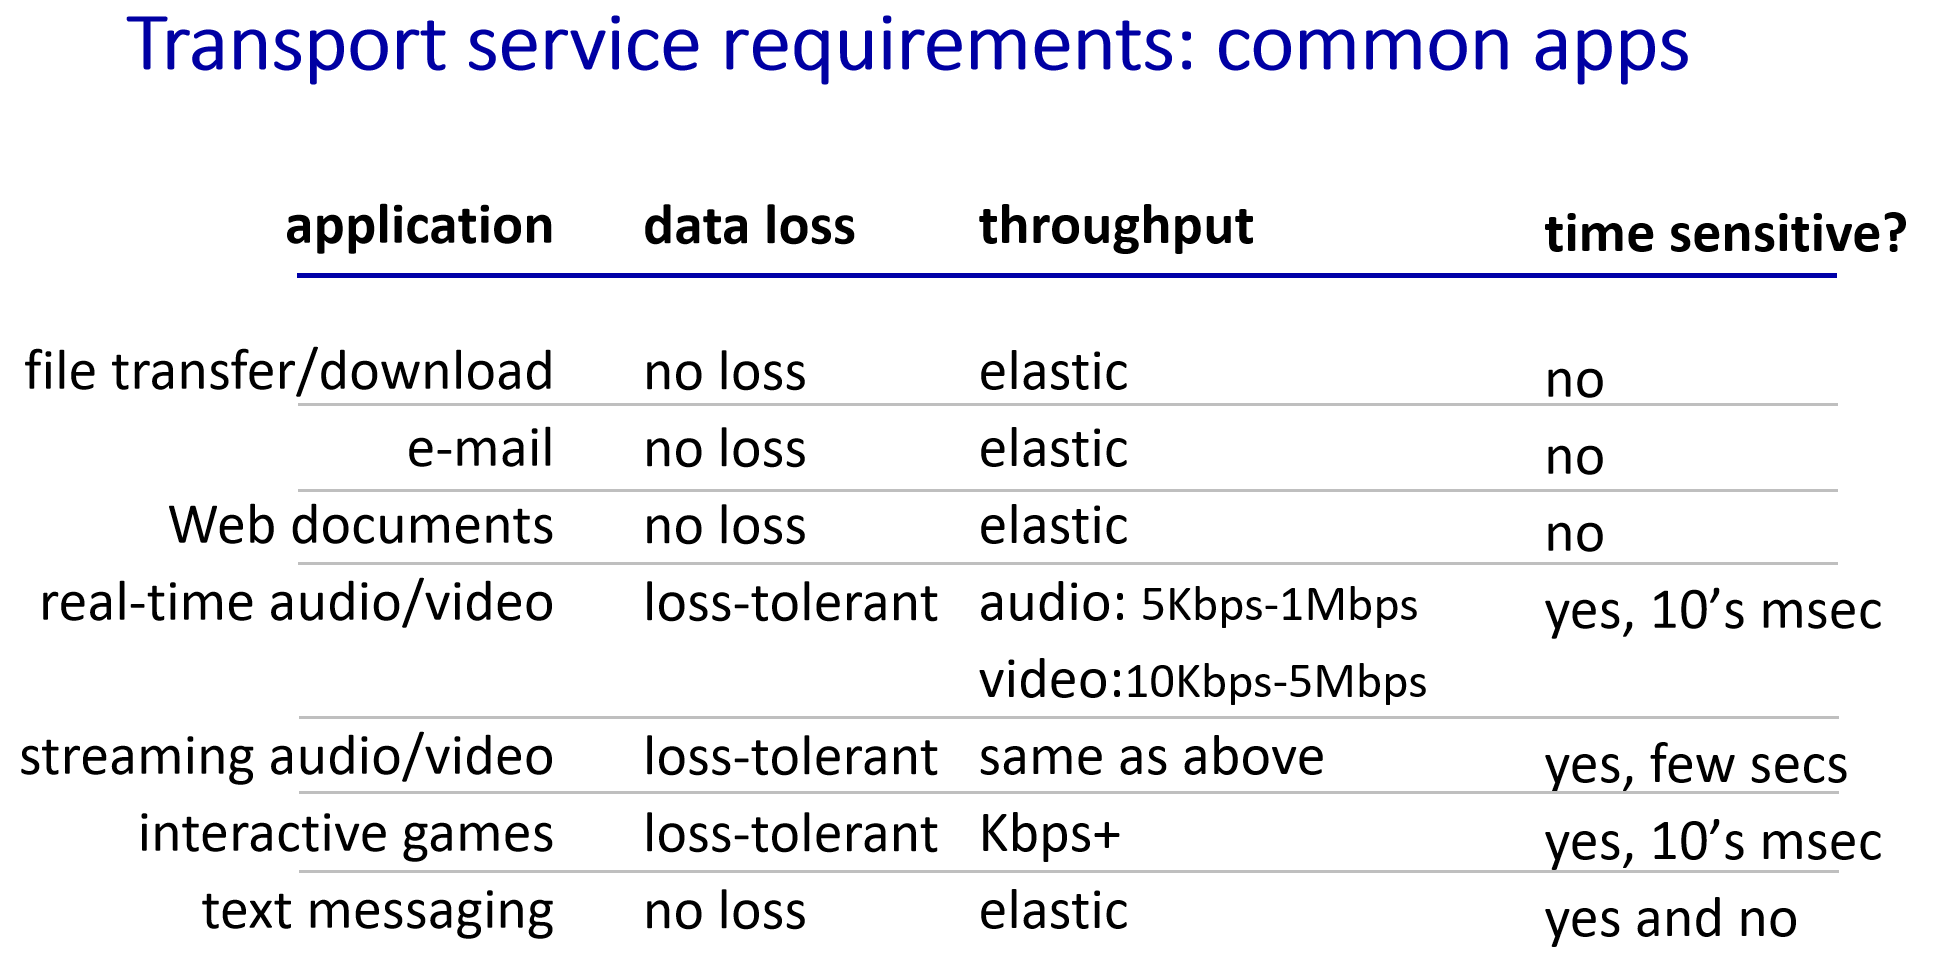 Transport service requirements: common apps
application data loss throughput time sensitive?
file transfer/download no loss elastic no
e-mail no loss elastic no
Web documents no loss elastic no
real-time audio/video loss-tolerant audio: 5Kbps-1Mbps yes, 10’s msec
video:10Kbps-5Mbps
streaming audio/video loss-tolerant same as above yes, few secs
interactive games loss-tolerant Kbps+ yes, 10’s msec
text messaging no loss elastic yes and no